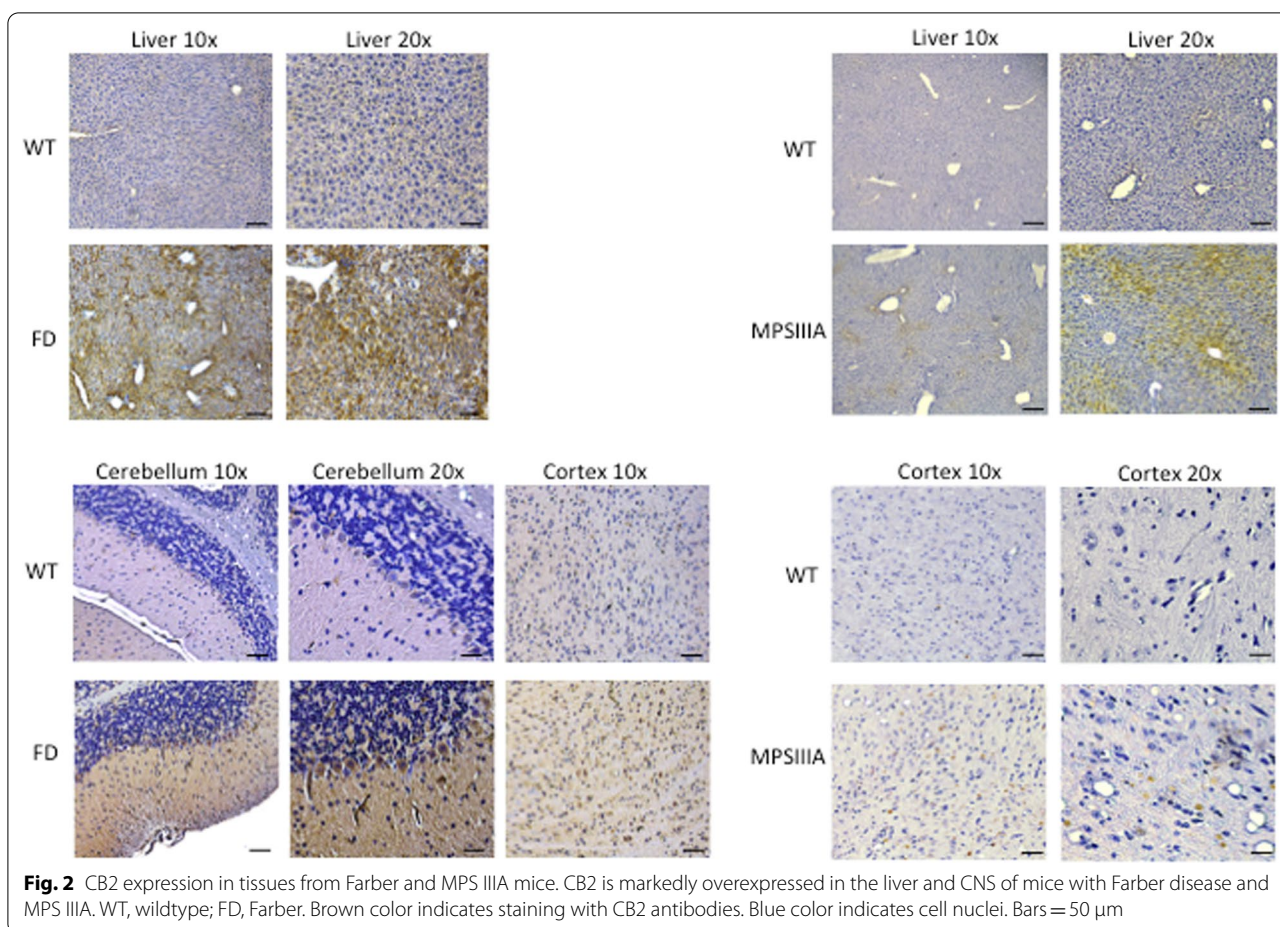 Liver 10x Liver 20x
WT
FD
Liver 10x Liver 20x
WT
MPSIIIA
Cerebellum 10x Cerebellum 20x Cortex 10x
WT
FD
Cortex 10x Cortex 20x
WT
MPSIIIA
Fig. 2 CB2 expression in tissues from Farber and MPS IIIA mice. CB2 is markedly overexpressed in the liver and CNS of mice with Farber disease and
MPS IIIA. WT, wildtype; FD, Farber. Brown color indicates staining with CB2 antibodies. Blue color indicates cell nuclei. Bars = 50 μm